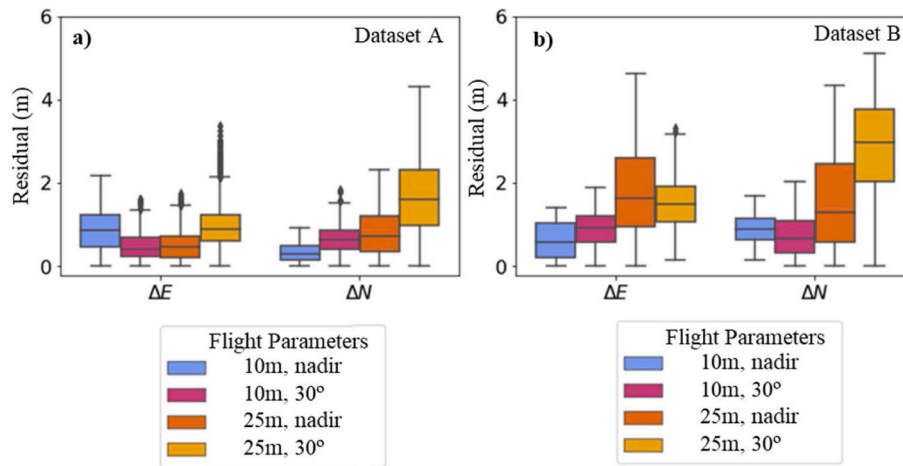 a)
Dataset A
Residual (m)
6
4
2
0
ΔE
ΔN
Flight Parameters
10m, nadir
10m, 30º
25m, nadir
25m, 30º
b)
Dataset B
Residual (m)
6
4
2
0
ΔE
ΔN
Flight Parameters
10m, nadir
10m, 30º
25m, nadir
25m, 30º